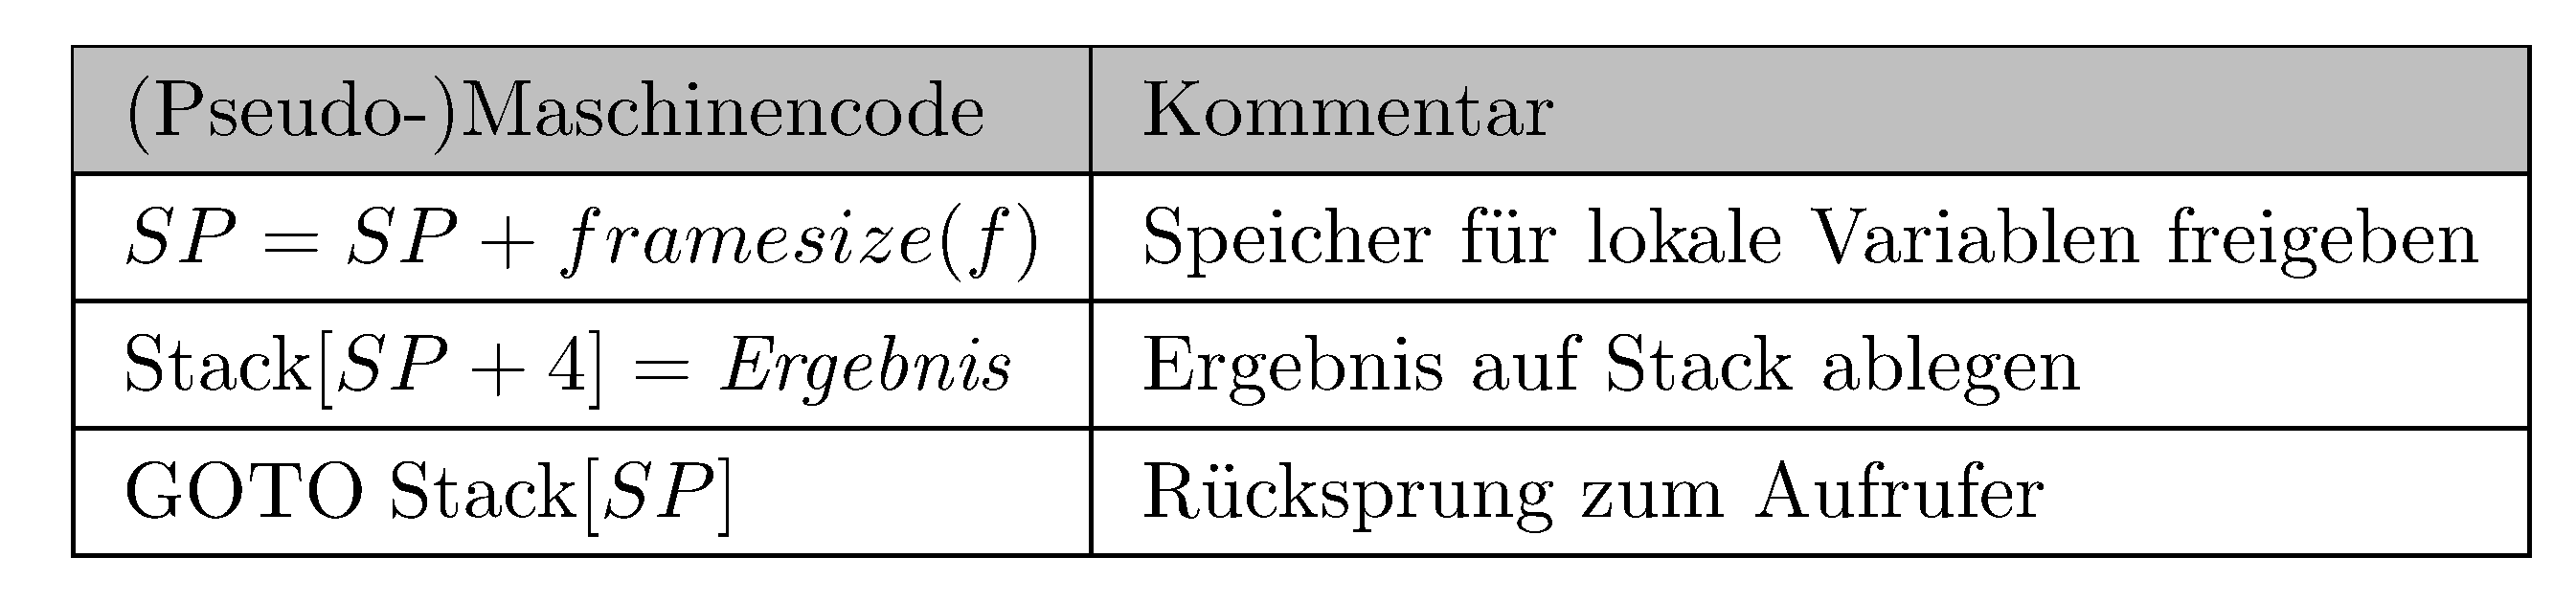 (Pseudo-)Maschinencode Kommentar
SP = SP + framesize(f) Speicher für lokale Variablen freigeben
Stack[SP + 4] = Ergebnis Ergebnis auf Stack ablegen
GOTO Stack[SP] Rücksprung zum Aufrufer